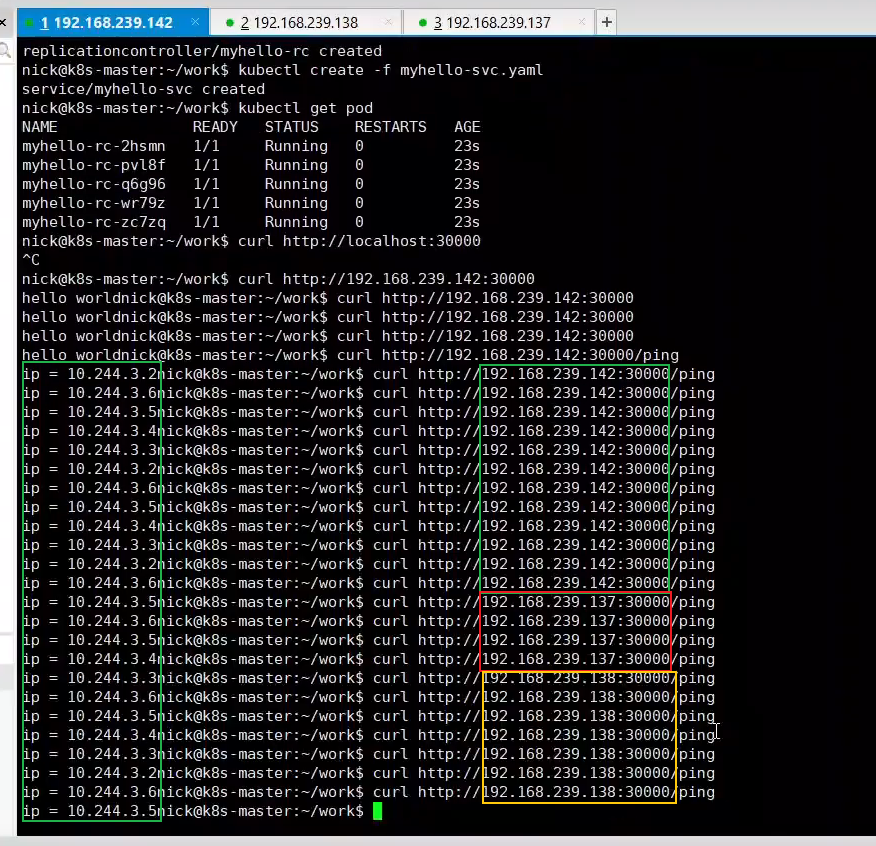 1 192.168.239.142 × 2 192.168.239.138 × 3 192.168.239.137 × +
replicationcontroller/myhello-rc created
nick@k8s-master:~/work$ kubectl create -f myhello-svc.yaml
service/myhello-svc created
nick@k8s-master:~/work$ kubectl get pod
NAME READY STATUS RESTARTS AGE
myhello-rc-2hsmn 1/1 Running 0 23s
myhello-rc-pvl8f 1/1 Running 0 23s
myhello-rc-q6g96 1/1 Running 0 23s
myhello-rc-wr79z 1/1 Running 0 23s
myhello-rc-zc7zq 1/1 Running 0 23s
nick@k8s-master:~/work$ curl http://localhost:30000
^C
nick@k8s-master:~/work$ curl http://192.168.239.142:30000
hello worldnick@k8s-master:~/work$ curl http://192.168.239.142:30000
hello worldnick@k8s-master:~/work$ curl http://192.168.239.142:30000
hello worldnick@k8s-master:~/work$ curl http://192.168.239.142:30000
hello worldnick@k8s-master:~/work$ curl http://192.168.239.142:30000/ping
ip = 10.244.3.2nick@k8s-master:~/work$ curl http://192.168.239.142:30000/ping
ip = 10.244.3.6nick@k8s-master:~/work$ curl http://192.168.239.142:30000/ping
ip = 10.244.3.5nick@k8s-master:~/work$ curl http://192.168.239.142:30000/ping
ip = 10.244.3.4nick@k8s-master:~/work$ curl http://192.168.239.142:30000/ping
ip = 10.244.3.3nick@k8s-master:~/work$ curl http://192.168.239.142:30000/ping
ip = 10.244.3.2nick@k8s-master:~/work$ curl http://192.168.239.142:30000/ping
ip = 10.244.3.6nick@k8s-master:~/work$ curl http://192.168.239.142:30000/ping
ip = 10.244.3.5nick@k8s-master:~/work$ curl http://192.168.239.142:30000/ping
ip = 10.244.3.4nick@k8s-master:~/work$ curl http://192.168.239.142:30000/ping
ip = 10.244.3.3nick@k8s-master:~/work$ curl http://192.168.239.142:30000/ping
ip = 10.244.3.2nick@k8s-master:~/work$ curl http://192.168.239.142:30000/ping
ip = 10.244.3.6nick@k8s-master:~/work$ curl http://192.168.239.142:30000/ping
ip = 10.244.3.5nick@k8s-master:~/work$ curl http://192.168.239.137:30000/ping
ip = 10.244.3.6nick@k8s-master:~/work$ curl http://192.168.239.137:30000/ping
ip = 10.244.3.5nick@k8s-master:~/work$ curl http://192.168.239.137:30000/ping
ip = 10.244.3.4nick@k8s-master:~/work$ curl http://192.168.239.137:30000/ping
ip = 10.244.3.3nick@k8s-master:~/work$ curl http://192.168.239.138:30000/ping
ip = 10.244.3.6nick@k8s-master:~/work$ curl http://192.168.239.138:30000/ping
ip = 10.244.3.5nick@k8s-master:~/work$ curl http://192.168.239.138:30000/ping
ip = 10.244.3.4nick@k8s-master:~/work$ curl http://192.168.239.138:30000/ping
ip = 10.244.3.3nick@k8s-master:~/work$ curl http://192.168.239.138:30000/ping
ip = 10.244.3.2nick@k8s-master:~/work$ curl http://192.168.239.138:30000/ping
ip = 10.244.3.6nick@k8s-master:~/work$ curl http://192.168.239.138:30000/ping
ip = 10.244.3.5nick@k8s-master:~/work$